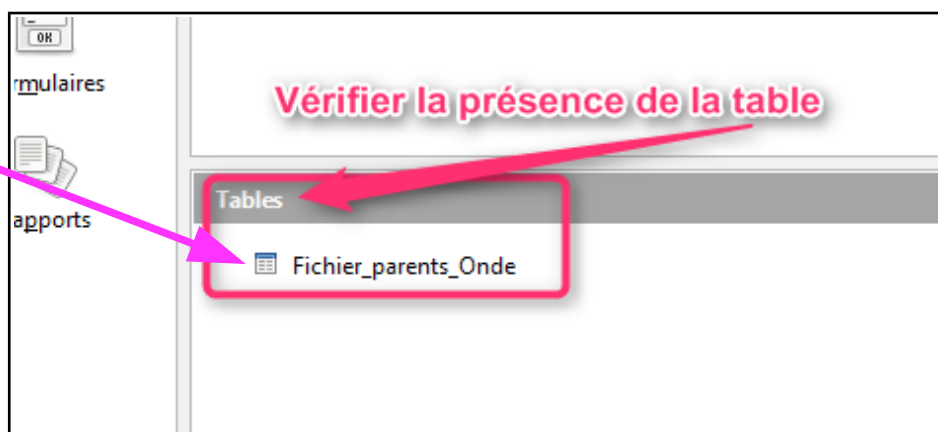 OK
rmulaires
Vérifier la présence de la table
apports
Tables
Fichier_parents_Onde